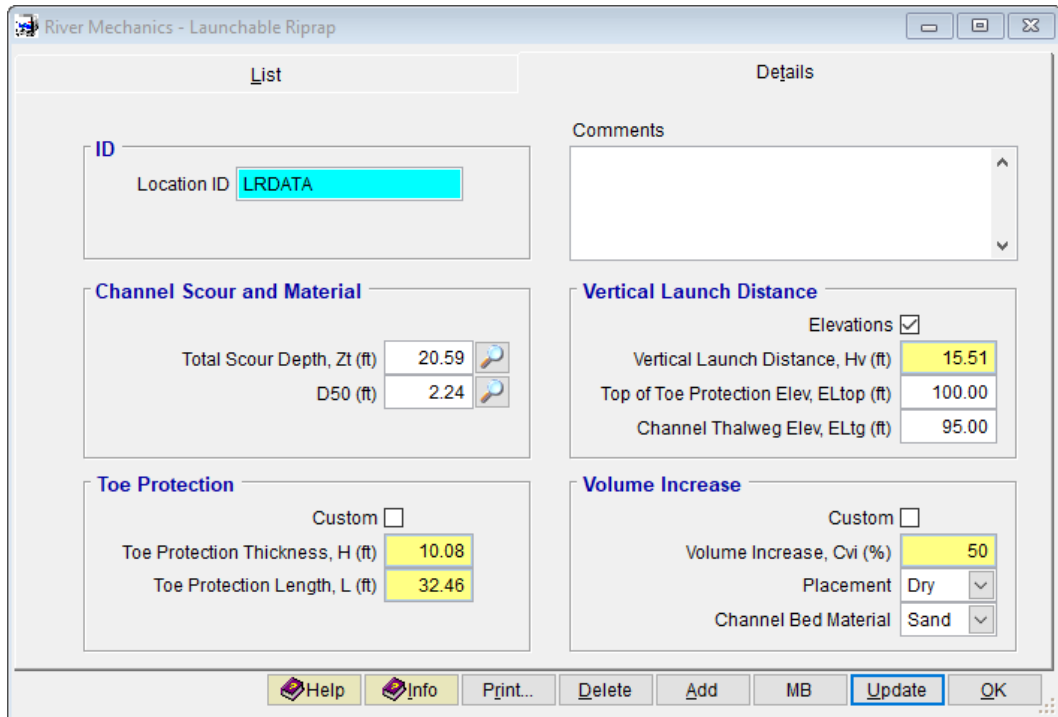 River Mechanics - Launchable Riprap
List
Details
ID
Location ID LRDATA
Comments
Channel Scour and Material
Total Scour Depth, Zt (ft) 20.59
D50 (ft) 2.24
Vertical Launch Distance
Elevations
Vertical Launch Distance, Hv (ft) 15.51
Top of Toe Protection Elev, ELtop (ft) 100.00
Channel Thalweg Elev, ELtg (ft) 95.00
Toe Protection
Custom
Toe Protection Thickness, H (ft) 10.08
Toe Protection Length, L (ft) 32.46
Volume Increase
Custom
Volume Increase, Cvi (%) 50
Placement Dry
Channel Bed Material Sand
Help Info Print... Delete Add MB Update OK